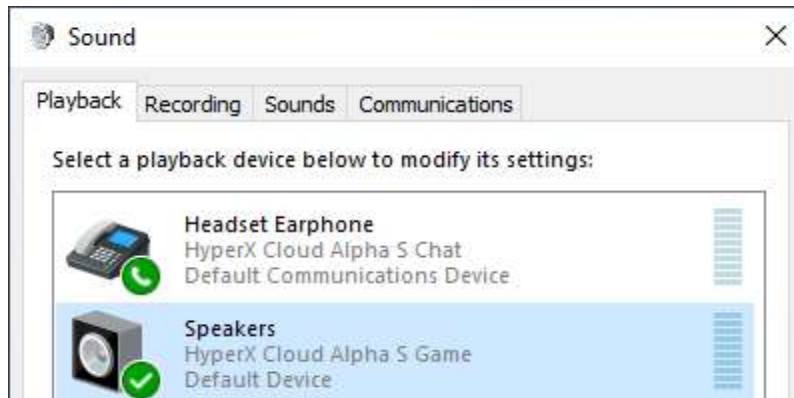 Sound
Playback Recording Sounds Communications
Select a playback device below to modify its settings:
Headset Earphone
HyperX Cloud Alpha S Chat
Default Communications Device
Speakers
HyperX Cloud Alpha S Game
Default Device